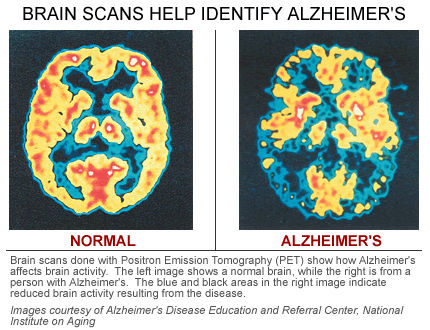 BRAIN SCANS HELP IDENTIFY ALZHEIMER'S
NORMAL
ALZHEIMER'S
Brain scans done with Positron Emission Tomography (PET) show how Alzheimer's
affects brain activity.  The left image shows a normal brain, while the right is from a
person with Alzheimer's.  The blue and black areas in the right image indicate
reduced brain activity resulting from the disease.
Images courtesy of Alzheimer's Disease Education and Referral Center, National
Institute on Aging